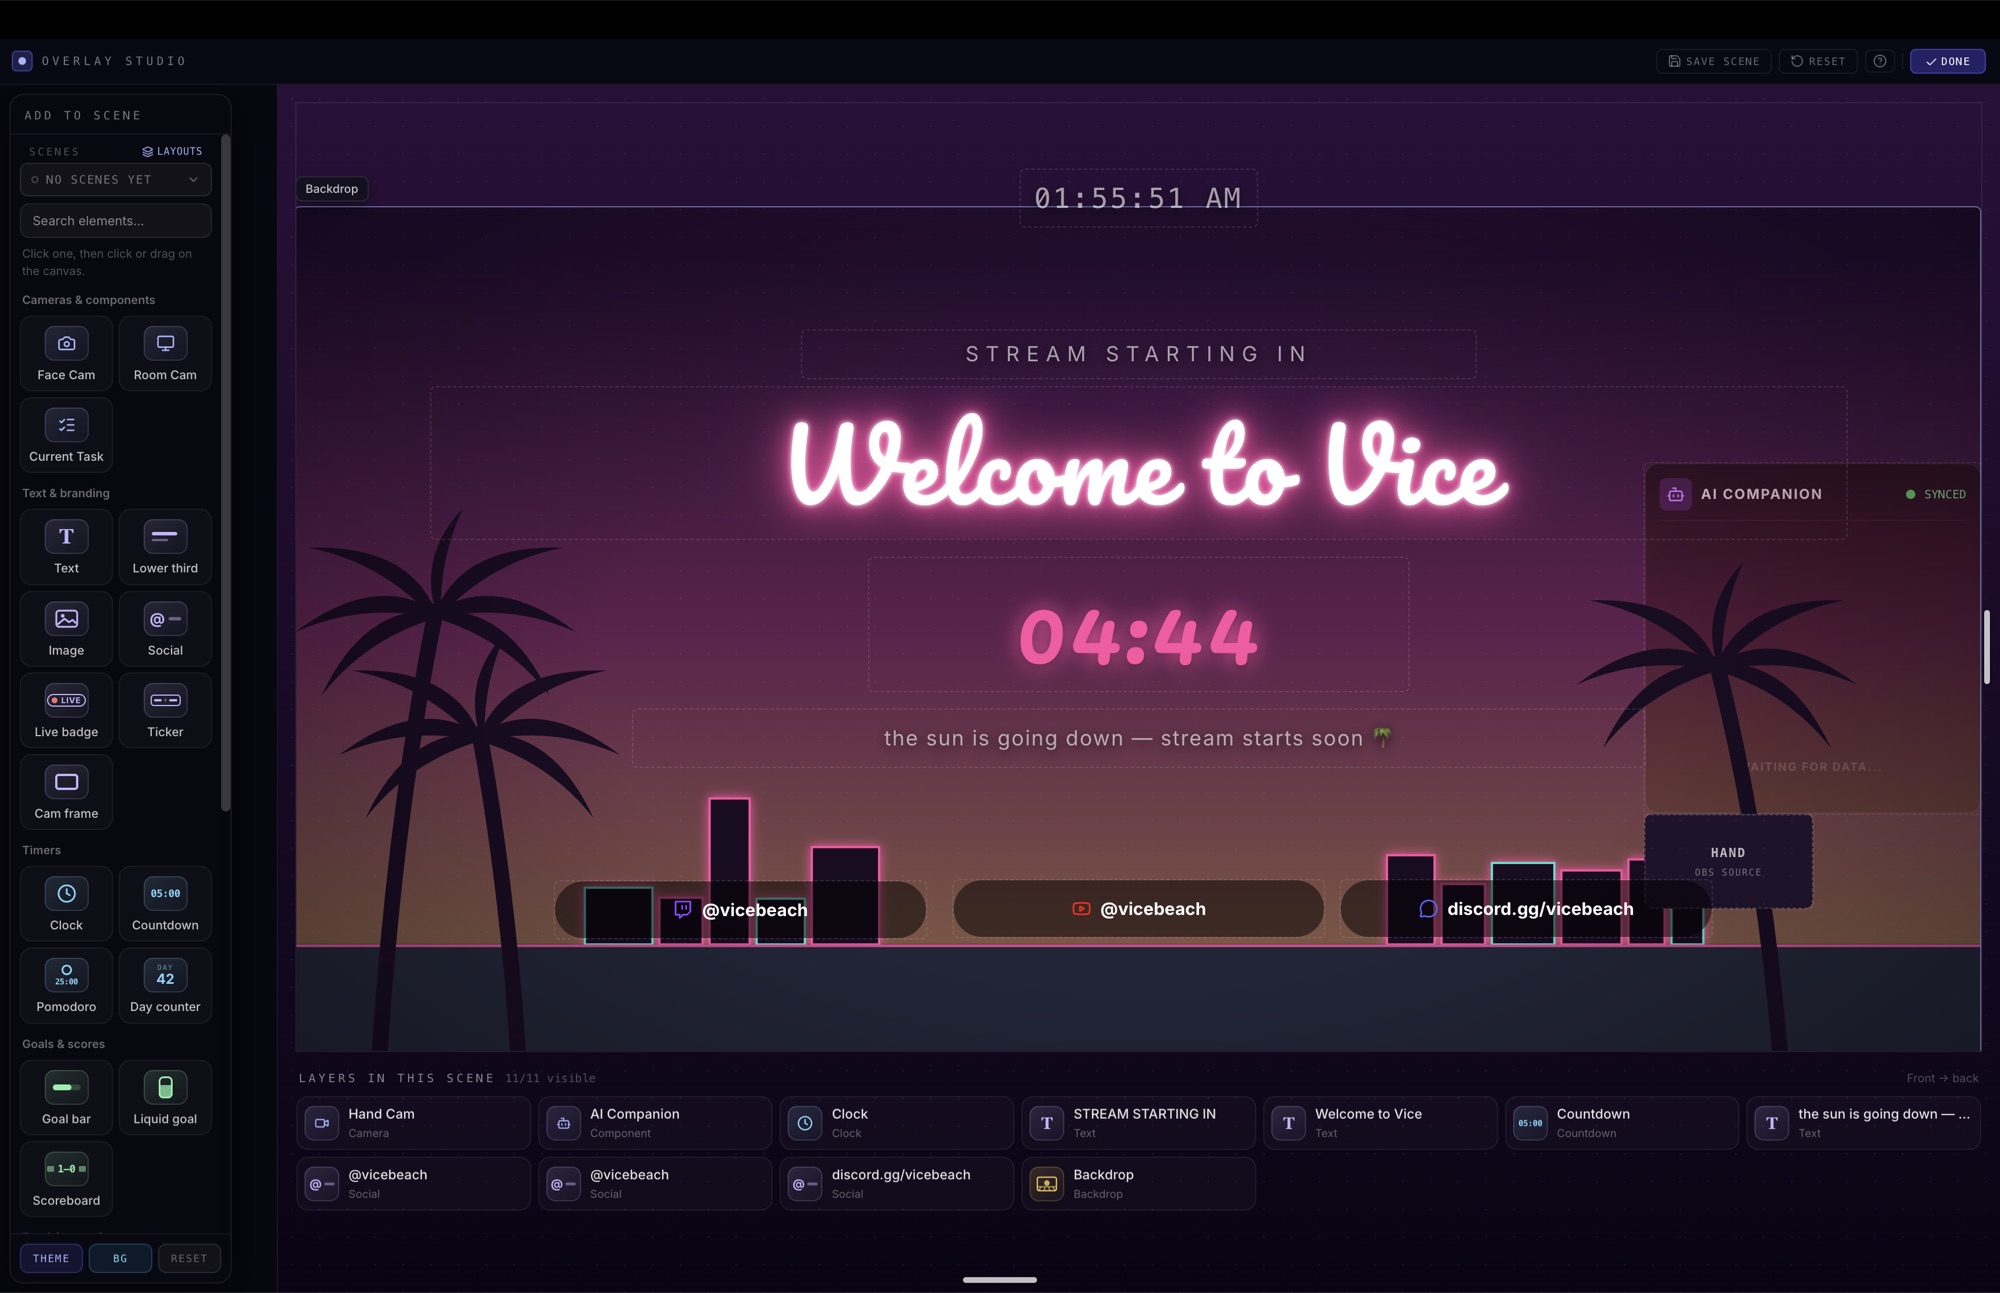 OVERLAY STUDIO
SAVE SCENE
RESET
DONE
ADD TO SCENE
SCENES
LAYOUTS
NO SCENES YET
Search elements...
Click one, then click or drag on
the canvas.
Cameras & components
Face Cam
Room Cam
Current Task
Text & branding
T
Text
Lower third
Image
@
Social
LIVE
Live badge
Ticker
Cam frame
Timers
Clock
05:00
Countdown
25:00
Pomodoro
DAY
42
Day counter
Goals & scores
Goal bar
Liquid goal
1–0
Scoreboard
THEME
BG
RESET
Backdrop
01:55:51 AM
STREAM STARTING IN
Welcome to Vice
AI COMPANION
SYNCED
04:44
the sun is going down — stream starts soon 🌴
AITING FOR DATA...
HAND
OBS SOURCE
@vicebeach
@vicebeach
discord.gg/vicebeach
LAYERS IN THIS SCENE 11/11 visible
Front → back
Hand Cam
Camera
AI Companion
Component
Clock
Clock
T
STREAM STARTING IN
Text
T
Welcome to Vice
Text
05:00
Countdown
Countdown
T
the sun is going down — ...
Text
@
@vicebeach
Social
@
@vicebeach
Social
@
discord.gg/vicebeach
Social
Backdrop
Backdrop